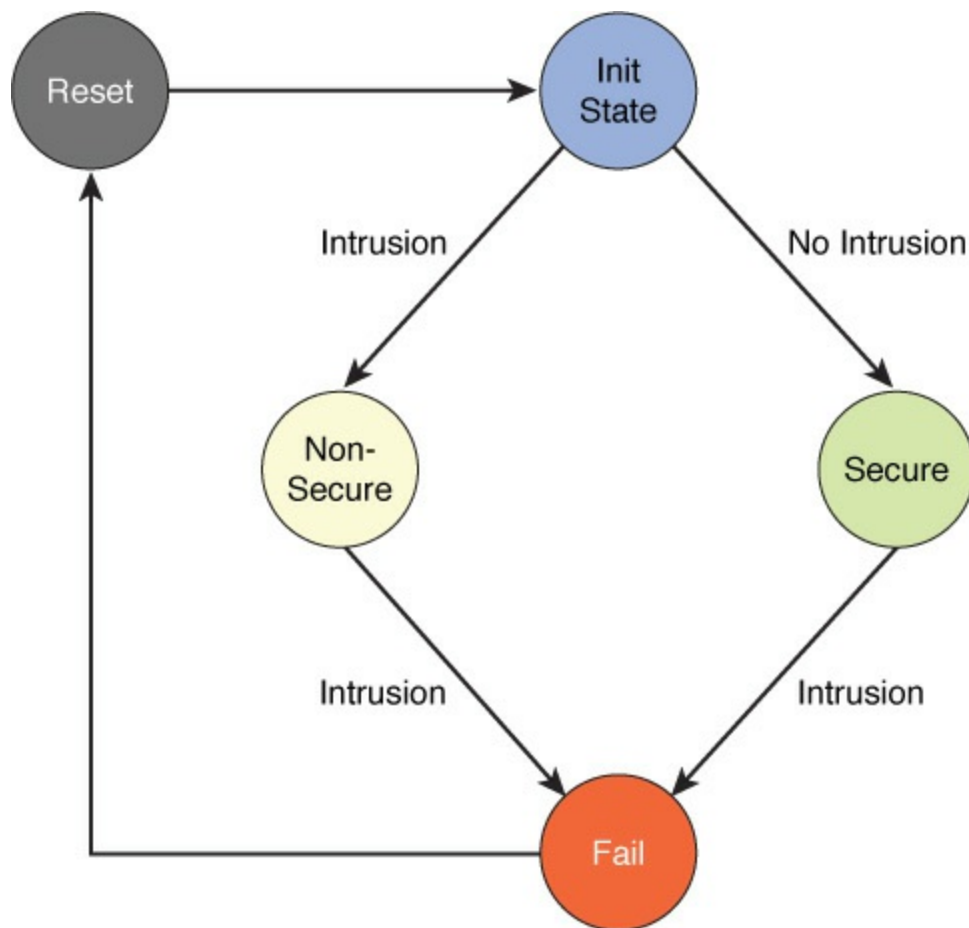 Reset
Init
State
Intrusion
No Intrusion
Non-
Secure
Secure
Intrusion
Intrusion
Fail